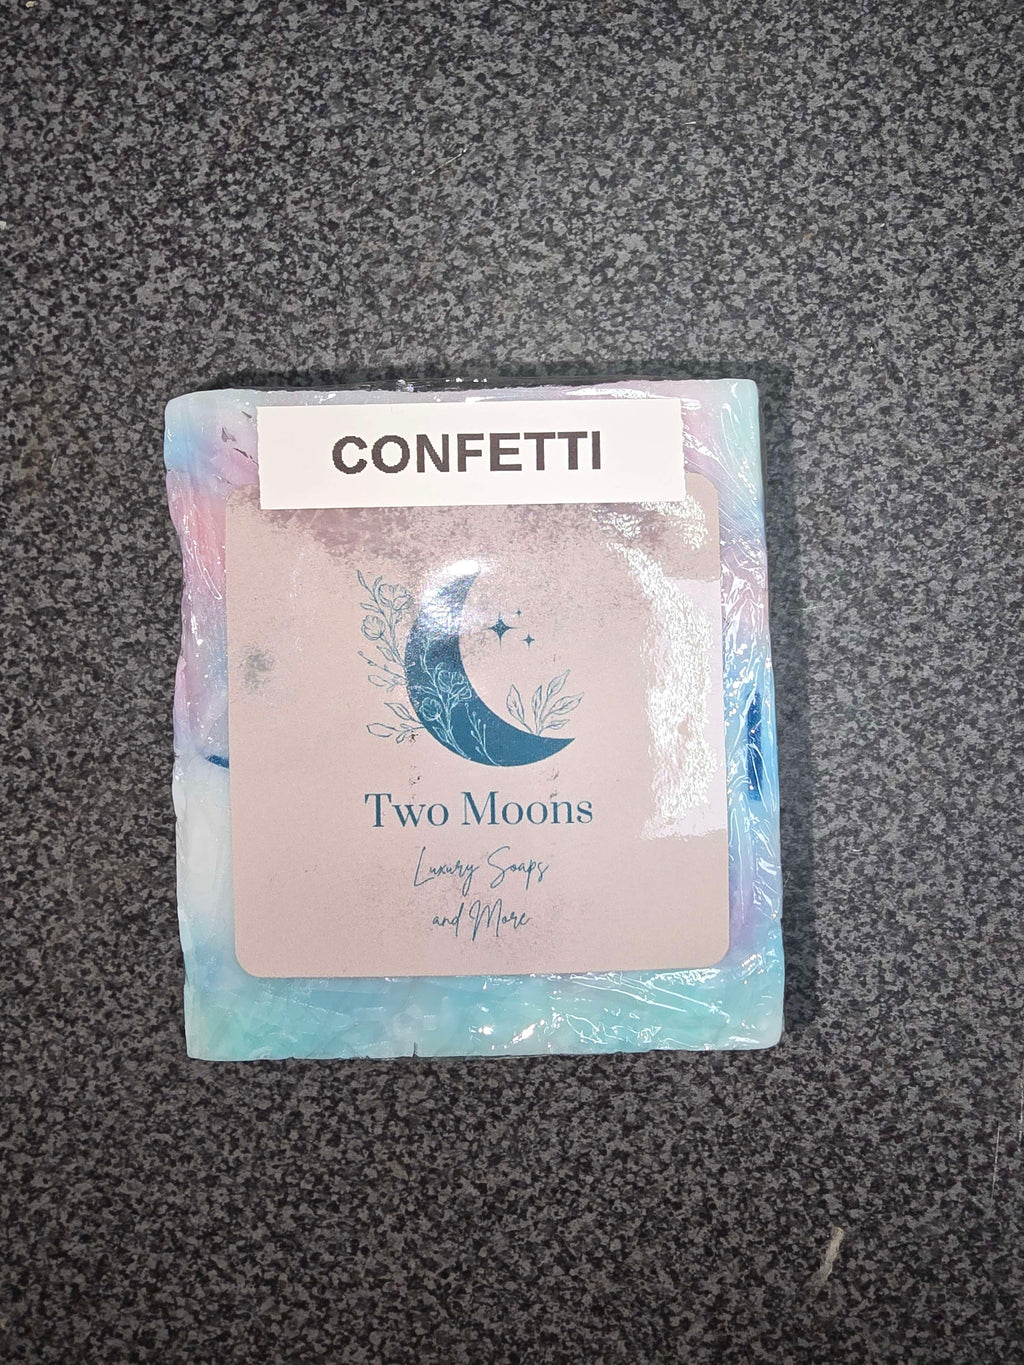 CONFETTI
Two Moons
Luxury Soaps
and More